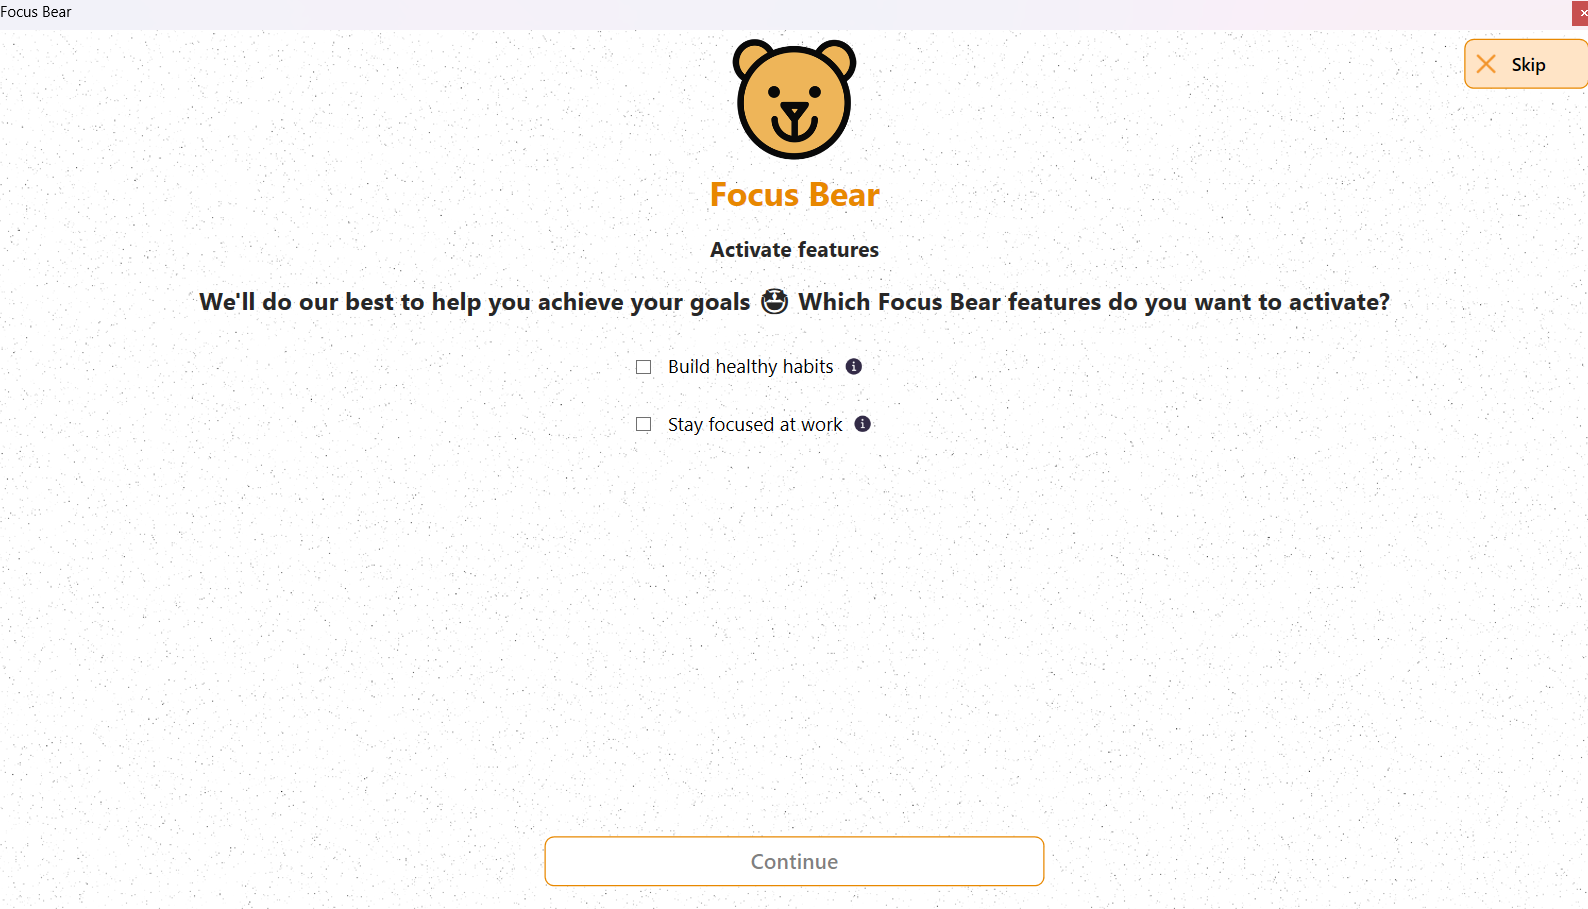 Focus Bear
Skip
Focus Bear
Activate features
We'll do our best to help you achieve your goals 🤩 Which Focus Bear features do you want to activate?
Build healthy habits
Stay focused at work
Continue